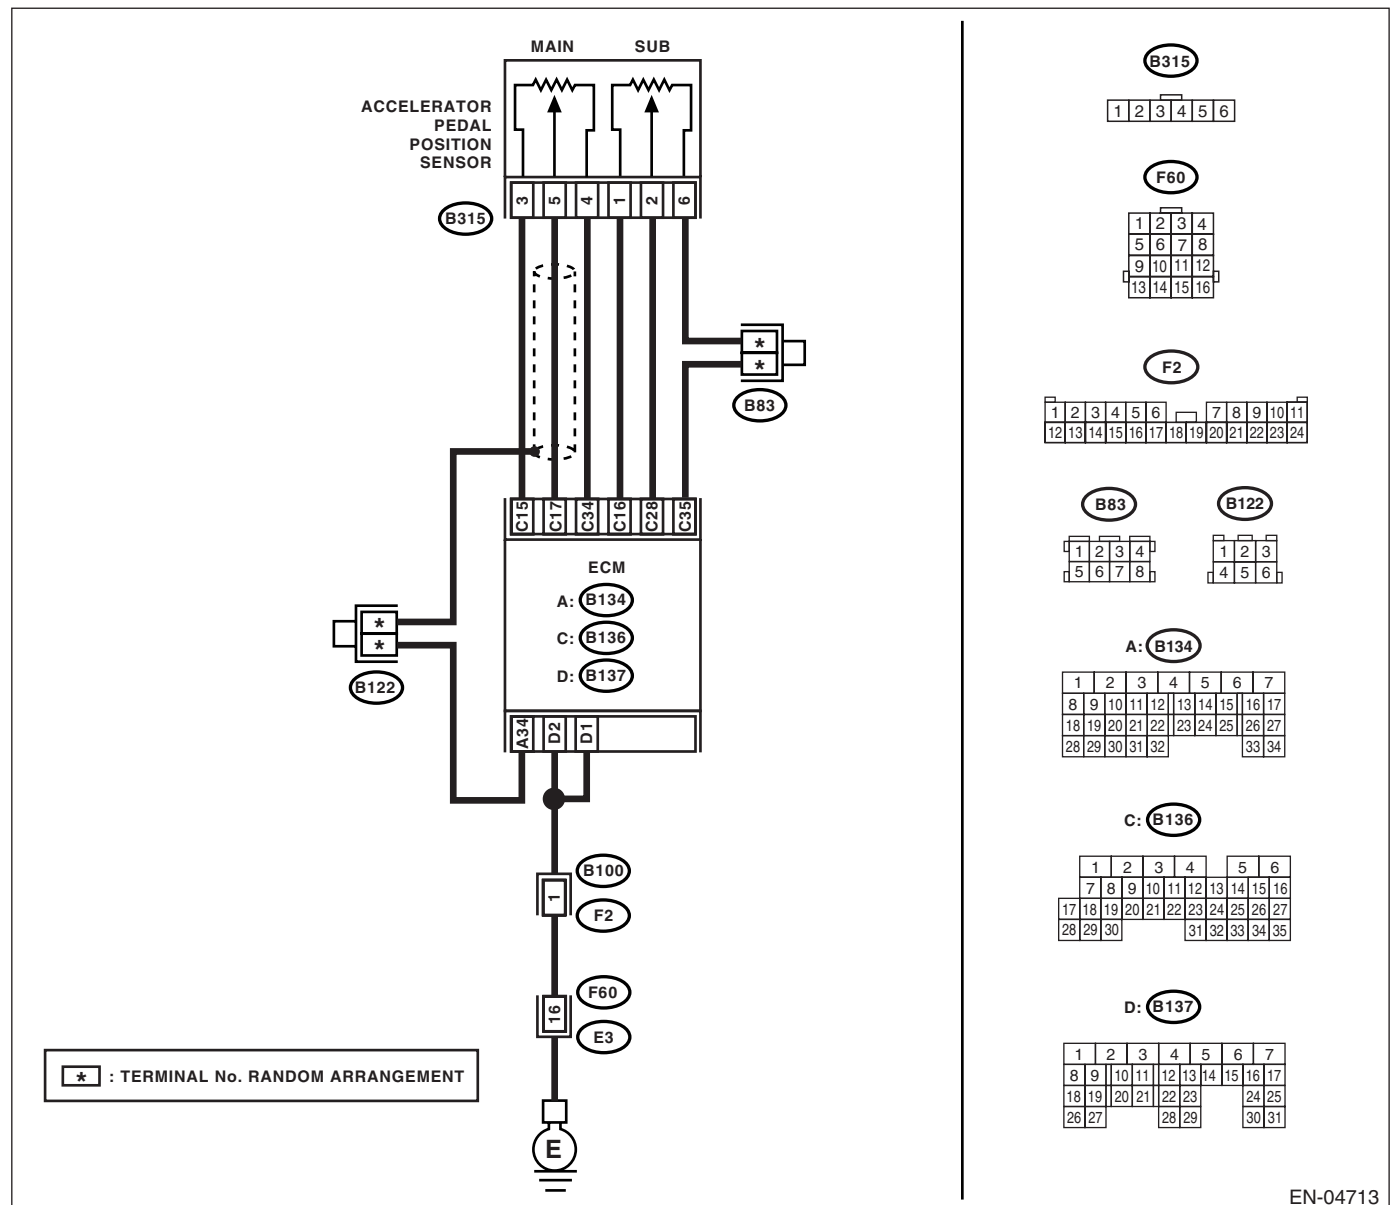 MAIN SUB
ACCELERATOR
PEDAL
POSITION
SENSOR
3 5 4 1 2 6
B315
*
*
B83
C15 C17 C34 C16 C28 C35
ECM
A: B134
C: B136
D: B137
*
*
B122
A34 D2 D1
B100
1
F2
F60
16
E3
* : TERMINAL No. RANDOM ARRANGEMENT
E
B315
1 2 3 4 5 6
F60
1 2 3 4
5 6 7 8
9 10 11 12
13 14 15 16
F2
1 2 3 4 5 6 7 8 9 10 11
12 13 14 15 16 17 18 19 20 21 22 23 24
B83
1 2 3 4
5 6 7 8
B122
1 2 3
4 5 6
A: B134
1 2 3 4 5 6 7
8 9 10 11 12 13 14 15 16 17
18 19 20 21 22 23 24 25 26 27
28 29 30 31 32 33 34
C: B136
1 2 3 4 5 6
7 8 9 10 11 12 13 14 15 16
17 18 19 20 21 22 23 24 25 26 27
28 29 30 31 32 33 34 35
D: B137
1 2 3 4 5 6 7
8 9 10 11 12 13 14 15 16 17
18 19 20 21 22 23 24 25
26 27 28 29 30 31
EN-04713